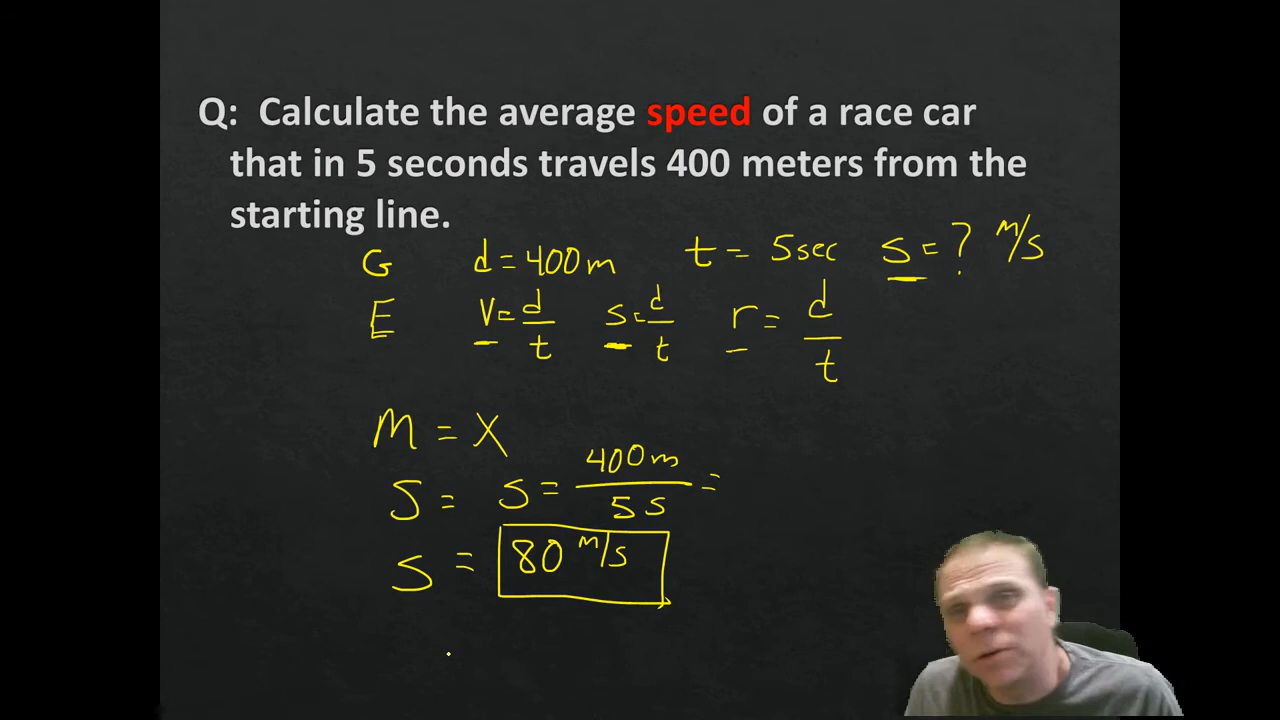 Q: Calculate the average speed of a race car
that in 5 seconds travels 400 meters from the
starting line.
G d = 400m t = 5sec s = ? m/s
E v = d/t s = d/t r = d/t
M = X
S = s = 400m/5s =
S = 80 m/s